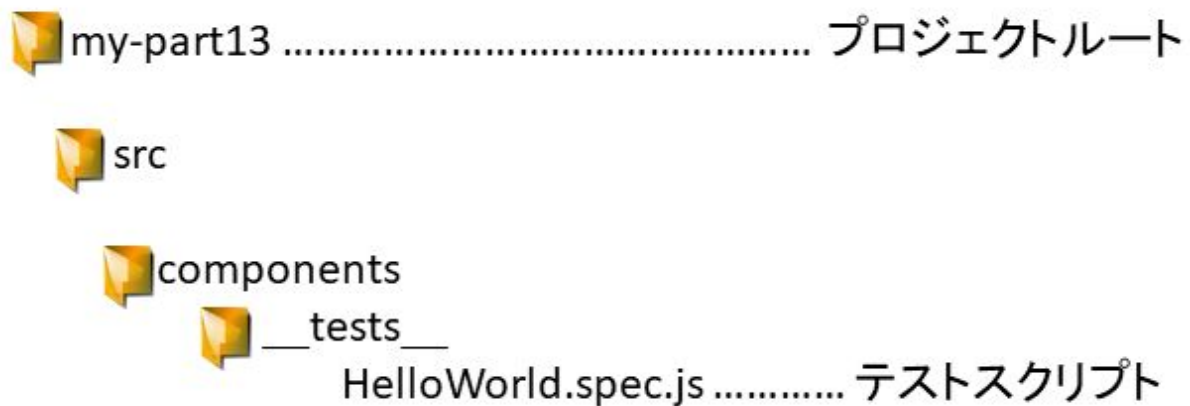 my-part13 ………………………………………… プロジェクトルート
src
components
__tests__
HelloWorld.spec.js ………… テストスクリプト